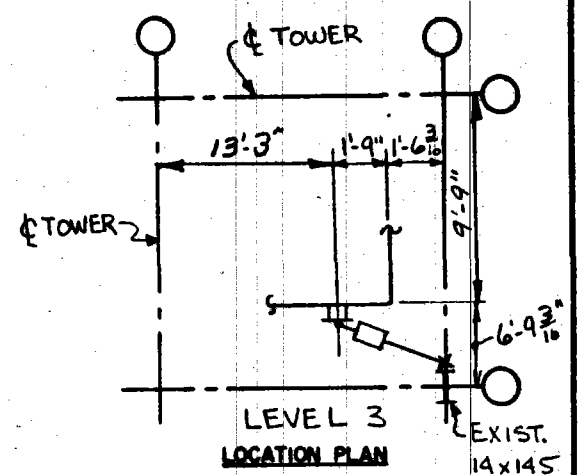 ℄ TOWER
13'-3"
1'-9"
1'-6 3/16
9'-9"
℄ TOWER
6'-9 3/16"
LEVEL 3
LOCATION PLAN
EXIST.
14x145